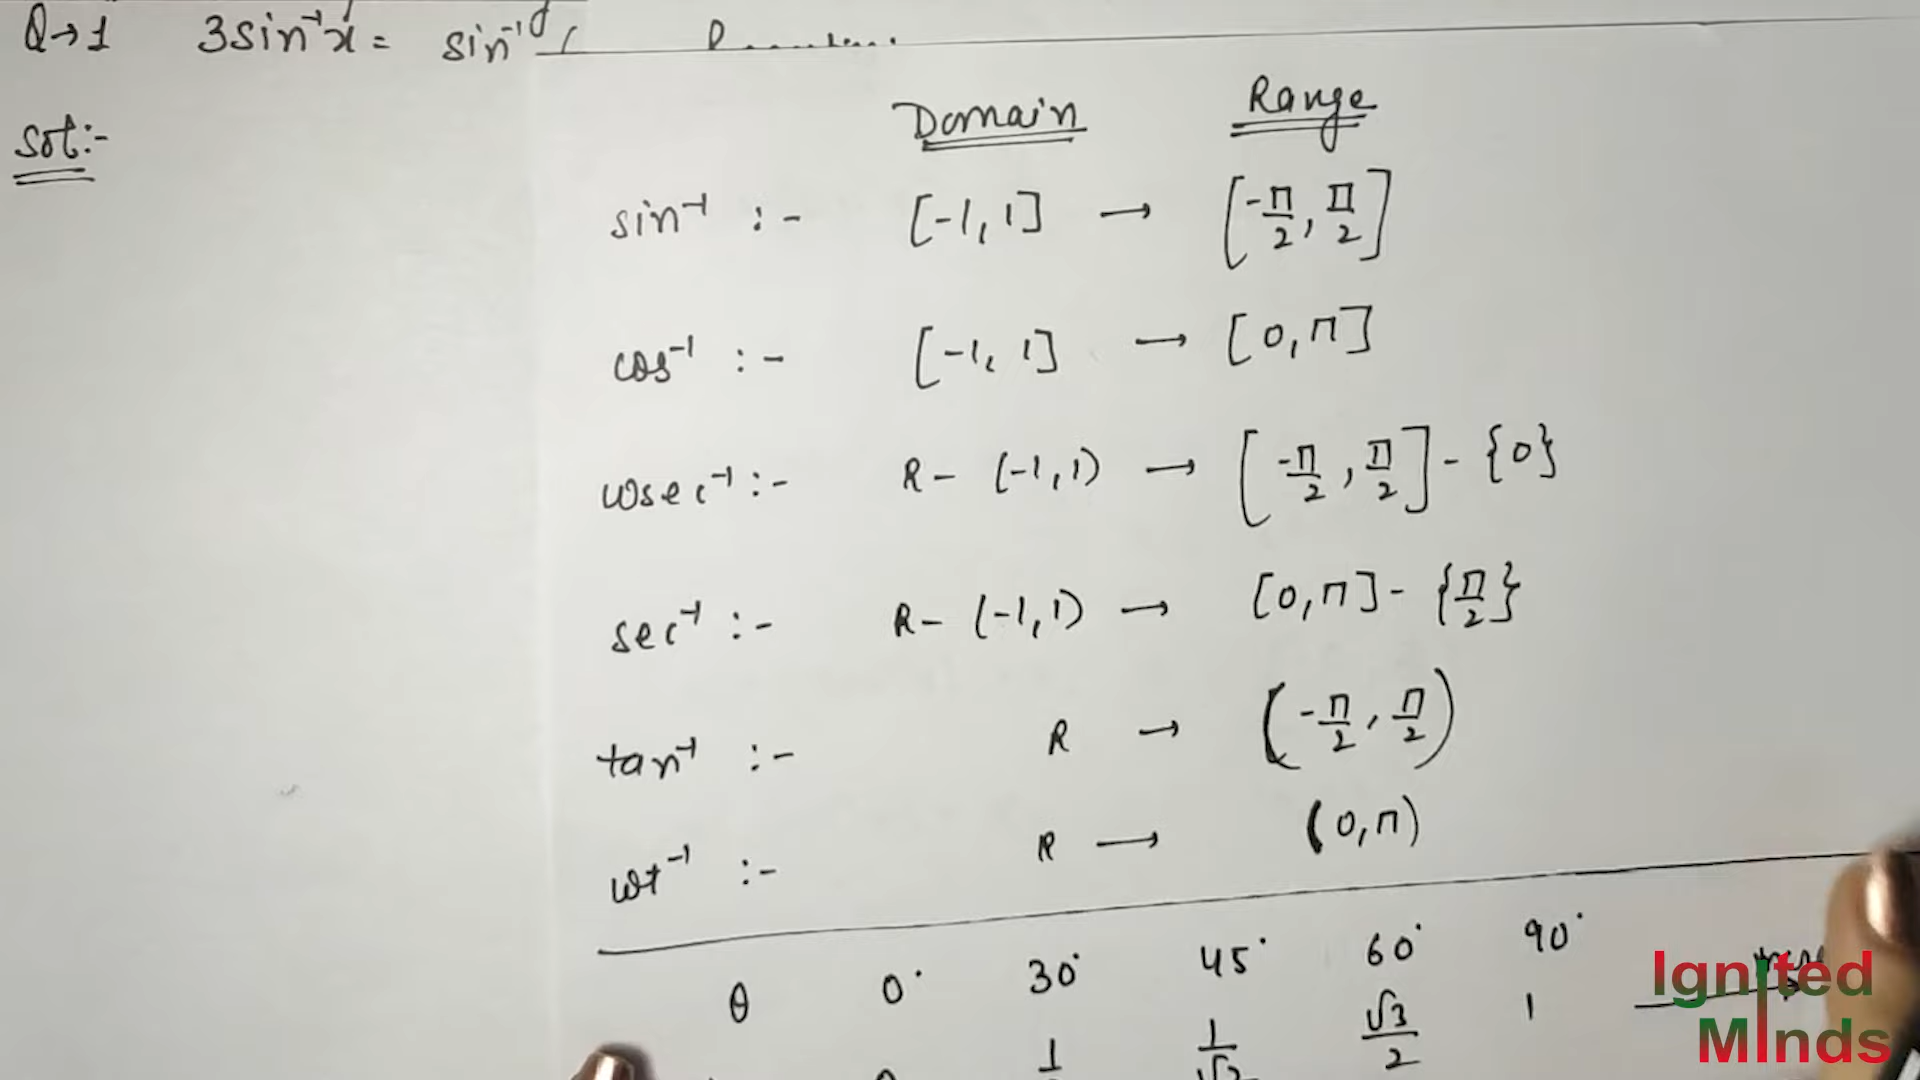 Q→1 3sin⁻¹x = sin⁻¹(
Sol:-
Domain Range
sin⁻¹ :- [-1, 1] → [-π/2, π/2]
cos⁻¹ :- [-1, 1] → [0, π]
cosec⁻¹ :- R - (-1, 1) → [-π/2, π/2] - {0}
sec⁻¹ :- R - (-1, 1) → [0, π] - {π/2}
tan⁻¹ :- R → (-π/2, π/2)
cot⁻¹ :- R → (0, π)
θ 0° 30° 45° 60° 90°
1 1/√2 √3/2 1
Ignited
Minds